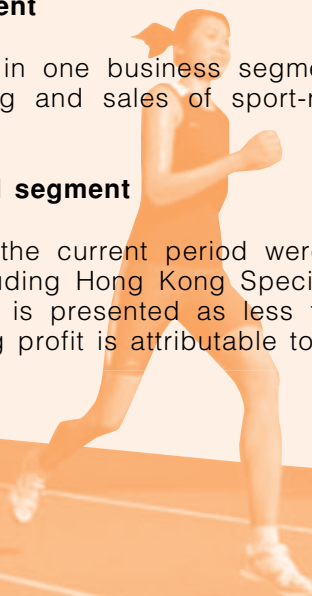 ent
in one business segme
g and sales of sport-r
l segment
the current period were
uding Hong Kong Speci
is presented as less t
g profit is attributable to